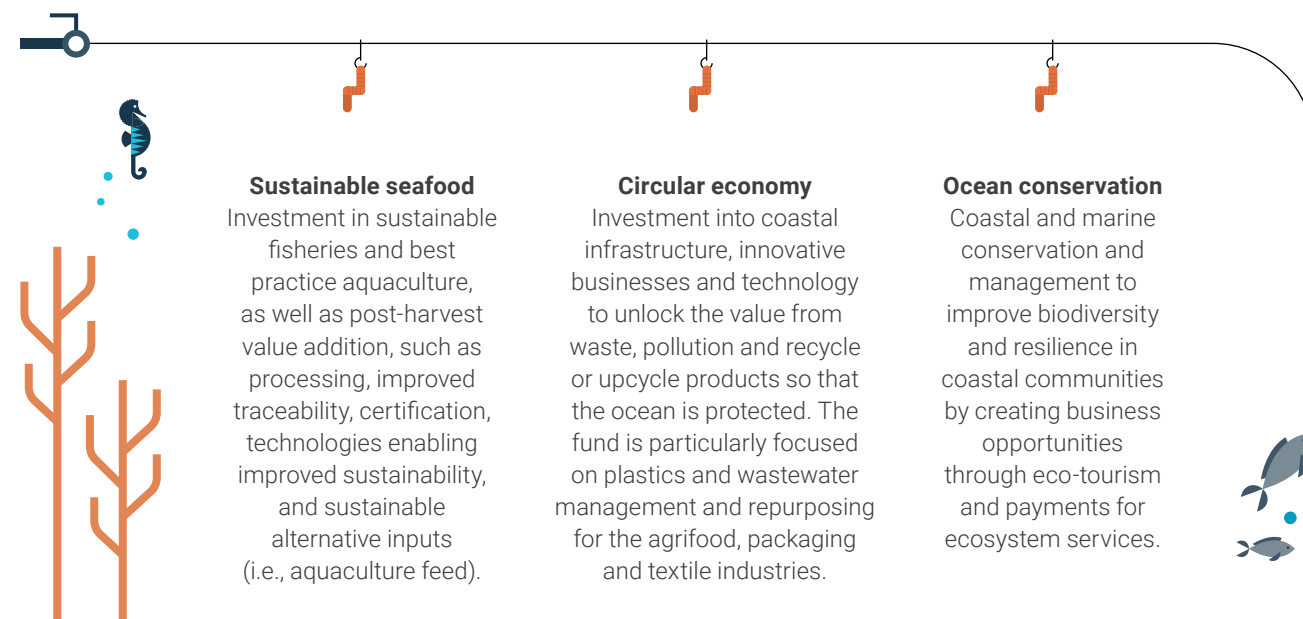 Sustainable seafood
Investment in sustainable
fisheries and best
practice aquaculture,
as well as post-harvest
value addition, such as
processing, improved
traceability, certification,
technologies enabling
improved sustainability,
and sustainable
alternative inputs
(i.e., aquaculture feed).
Circular economy
Investment into coastal
infrastructure, innovative
businesses and technology
to unlock the value from
waste, pollution and recycle
or upcycle products so that
the ocean is protected. The
fund is particularly focused
on plastics and wastewater
management and repurposing
for the agrifood, packaging
and textile industries.
Ocean conservation
Coastal and marine
conservation and
management to
improve biodiversity
and resilience in
coastal communities
by creating business
opportunities
through eco-tourism
and payments for
ecosystem services.